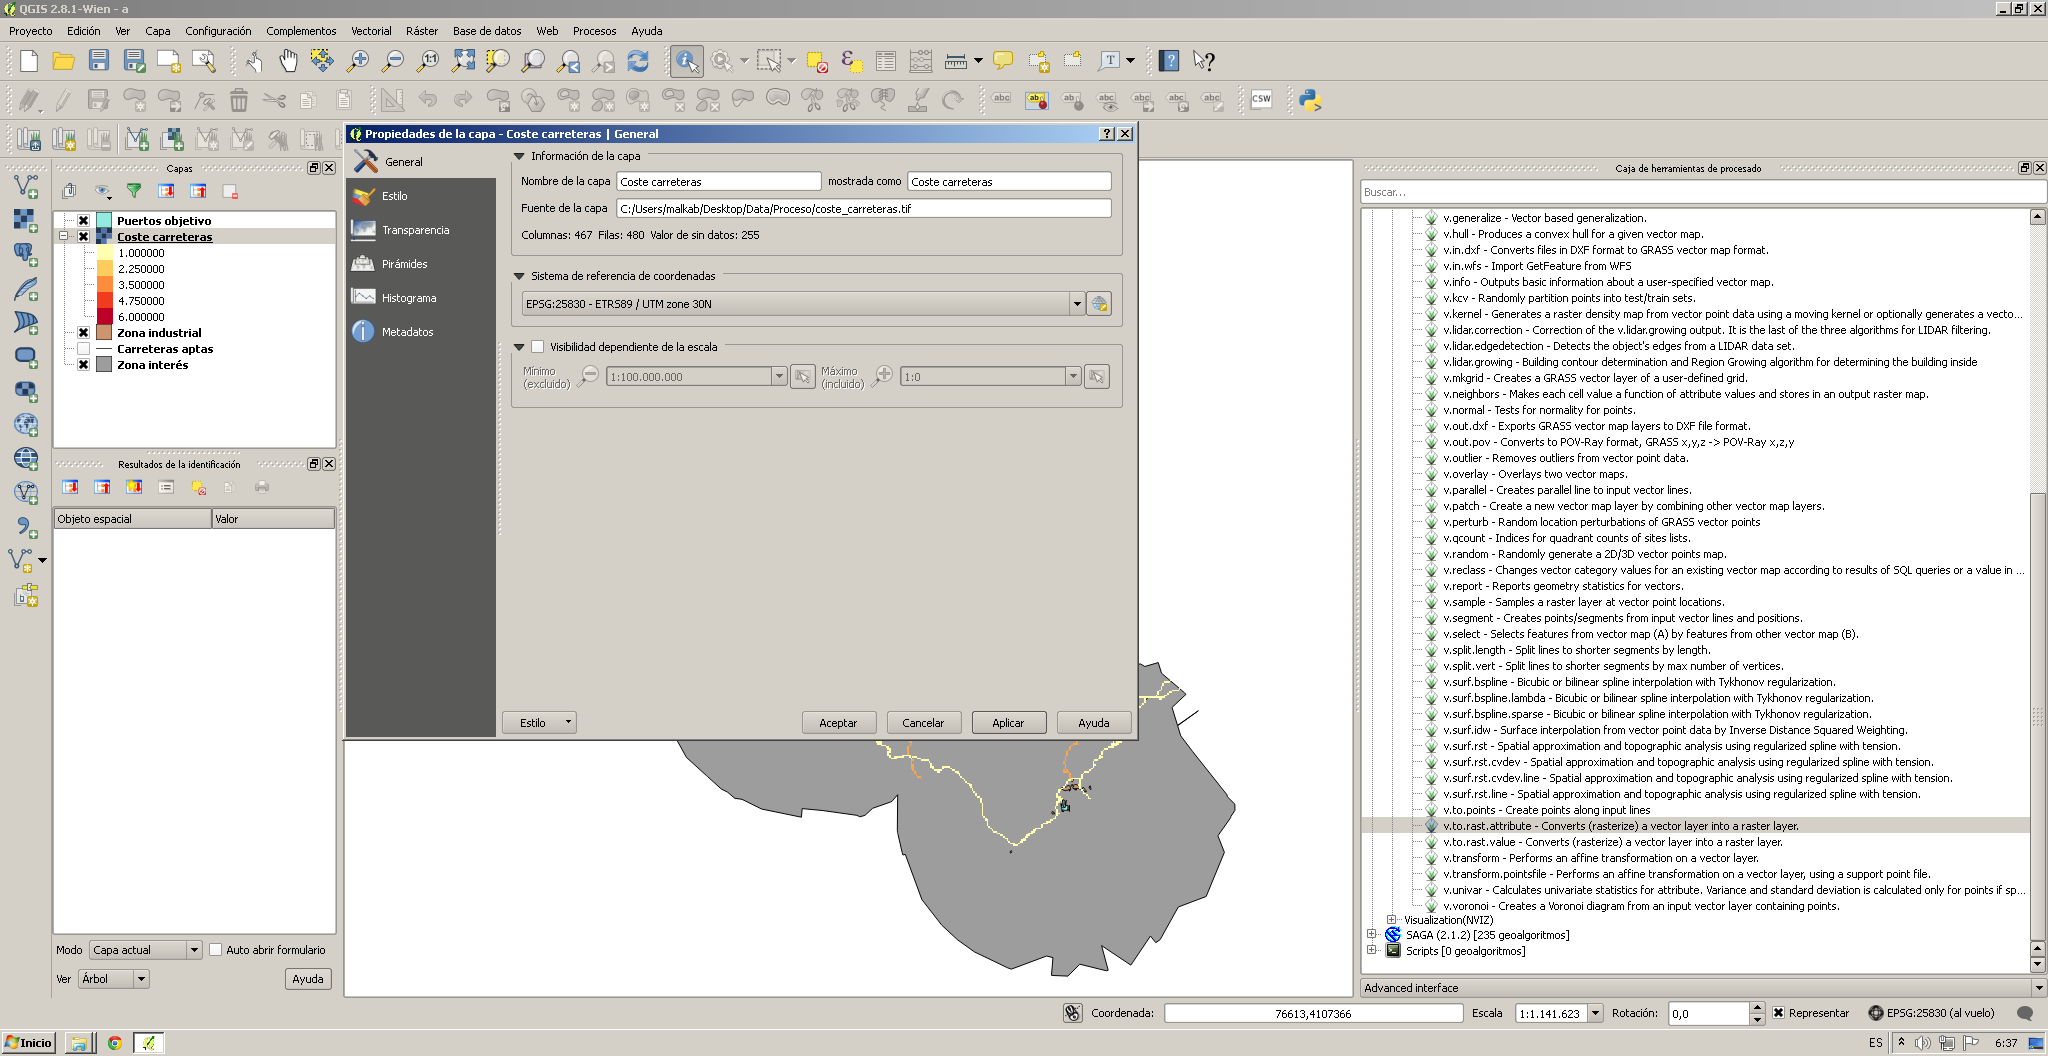 QGIS 2.8.1-Wien - a
Proyecto Edición Ver Capa Configuración Complementos Vectorial Ráster Base de datos Web Procesos Ayuda
Propiedades de la capa - Coste carreteras | General
General
Estilo
Transparencia
Pirámides
Histograma
Metadatos
Información de la capa
Nombre de la capa Coste carreteras mostrada como Coste carreteras
Fuente de la capa C:/Users/malkab/Desktop/Data/Proceso/coste_carreteras.tif
Columnas: 467 Filas: 480 Valor de sin datos: 255
Sistema de referencia de coordenadas
EPSG:25830 - ETRS89 / UTM zone 30N
Visibilidad dependiente de la escala
Mínimo (excluido) 1:100.000.000 Máximo (incluido) 1:0
Estilo Aceptar Cancelar Aplicar Ayuda
Capas
Puertos objetivo
Coste carreteras
1.000000
2.250000
3.500000
4.750000
6.000000
Zona industrial
Carreteras aptas
Zona interés
Resultados de la identificación
Objeto espacial Valor
Modo Capa actual Auto abrir formulario
Ver Árbol Ayuda
Caja de herramientas de procesado
Buscar...
v.generalize - Vector based generalization.
v.hull - Produces a convex hull for a given vector map.
v.in.dxf - Converts files in DXF format to GRASS vector map format.
v.in.wfs - Import GetFeature from WFS
v.info - Outputs basic information about a user-specified vector map.
v.kcv - Randomly partition points into test/train sets.
v.kernel - Generates a raster density map from vector point data using a moving kernel or optionally generates a vecto...
v.lidar.correction - Correction of the v.lidar.growing output. It is the last of the three algorithms for LIDAR filtering.
v.lidar.edgedetection - Detects the object's edges from a LIDAR data set.
v.lidar.growing - Building contour determination and Region Growing algorithm for determining the building inside
v.mkgrid - Creates a GRASS vector layer of a user-defined grid.
v.neighbors - Makes each cell value a function of attribute values and stores in an output raster map.
v.normal - Tests for normality for points.
v.out.dxf - Exports GRASS vector map layers to DXF file format.
v.out.pov - Converts to POV-Ray format, GRASS x,y,z -> POV-Ray x,z,y
v.outlier - Removes outliers from vector point data.
v.overlay - Overlays two vector maps.
v.parallel - Creates parallel line to input vector lines.
v.patch - Create a new vector map layer by combining other vector map layers.
v.perturb - Random location perturbations of GRASS vector points
v.qcount - Indices for quadrant counts of sites lists.
v.random - Randomly generate a 2D/3D vector points map.
v.reclass - Changes vector category values for an existing vector map according to results of SQL queries or a value in ...
v.report - Reports geometry statistics for vectors.
v.sample - Samples a raster layer at vector point locations.
v.segment - Creates points/segments from input vector lines and positions.
v.select - Selects features from vector map (A) by features from other vector map (B).
v.split.length - Split lines to shorter segments by length.
v.split.vert - Split lines to shorter segments by max number of vertices.
v.surf.bspline - Bicubic or bilinear spline interpolation with Tykhonov regularization.
v.surf.bspline.lambda - Bicubic or bilinear spline interpolation with Tykhonov regularization.
v.surf.bspline.sparse - Bicubic or bilinear spline interpolation with Tykhonov regularization.
v.surf.idw - Surface interpolation from vector point data by Inverse Distance Squared Weighting.
v.surf.rst - Spatial approximation and topographic analysis using regularized spline with tension.
v.surf.rst.cvdev - Spatial approximation and topographic analysis using regularized spline with tension.
v.surf.rst.cvdev.line - Spatial approximation and topographic analysis using regularized spline with tension.
v.surf.rst.line - Spatial approximation and topographic analysis using regularized spline with tension.
v.to.points - Create points along input lines
v.to.rast.attribute - Converts (rasterize) a vector layer into a raster layer.
v.to.rast.value - Converts (rasterize) a vector layer into a raster layer.
v.transform - Performs an affine transformation on a vector layer.
v.transform.pointsfile - Performs an affine transformation on a vector layer, using a support point file.
v.univar - Calculates univariate statistics for attribute. Variance and standard deviation is calculated only for points if sp...
v.voronoi - Creates a Voronoi diagram from an input vector layer containing points.
Visualization(NVIZ)
SAGA (2.1.2) [235 geoalgoritmos]
Scripts [0 geoalgoritmos]
Advanced interface
Coordenada: 76613,4107366 Escala 1:1.141.623 Rotación: 0,0 Representar EPSG:25830 (al vuelo)
Inicio ES 6:37